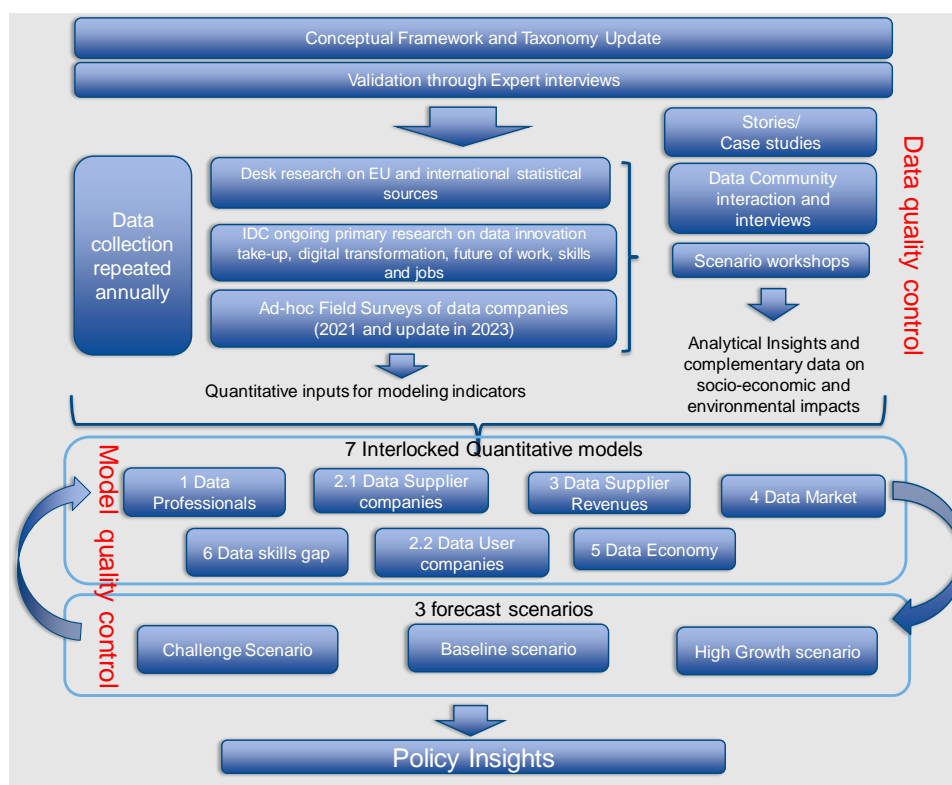 Conceptual Framework and Taxonomy Update
Validation through Expert interviews
Stories/
Case studies
Data Community
interaction and
interviews
Scenario workshops
Analytical Insights and
complementary data on
socio-economic and
environmental impacts
Data quality control
Data
collection
repeated
annually
Desk research on EU and international statistical
sources
IDC ongoing primary research on data innovation
take-up, digital transformation, future of work, skills
and jobs
Ad-hoc Field Surveys of data companies
(2021 and update in 2023)
Quantitative inputs for modeling indicators
7 Interlocked Quantitative models
Model quality control
1 Data
Professionals
2.1 Data Supplier
companies
3 Data Supplier
Revenues
4 Data Market
6 Data skills gap
2.2 Data User
companies
5 Data Economy
3 forecast scenarios
Challenge Scenario
Baseline scenario
High Growth scenario
Policy Insights